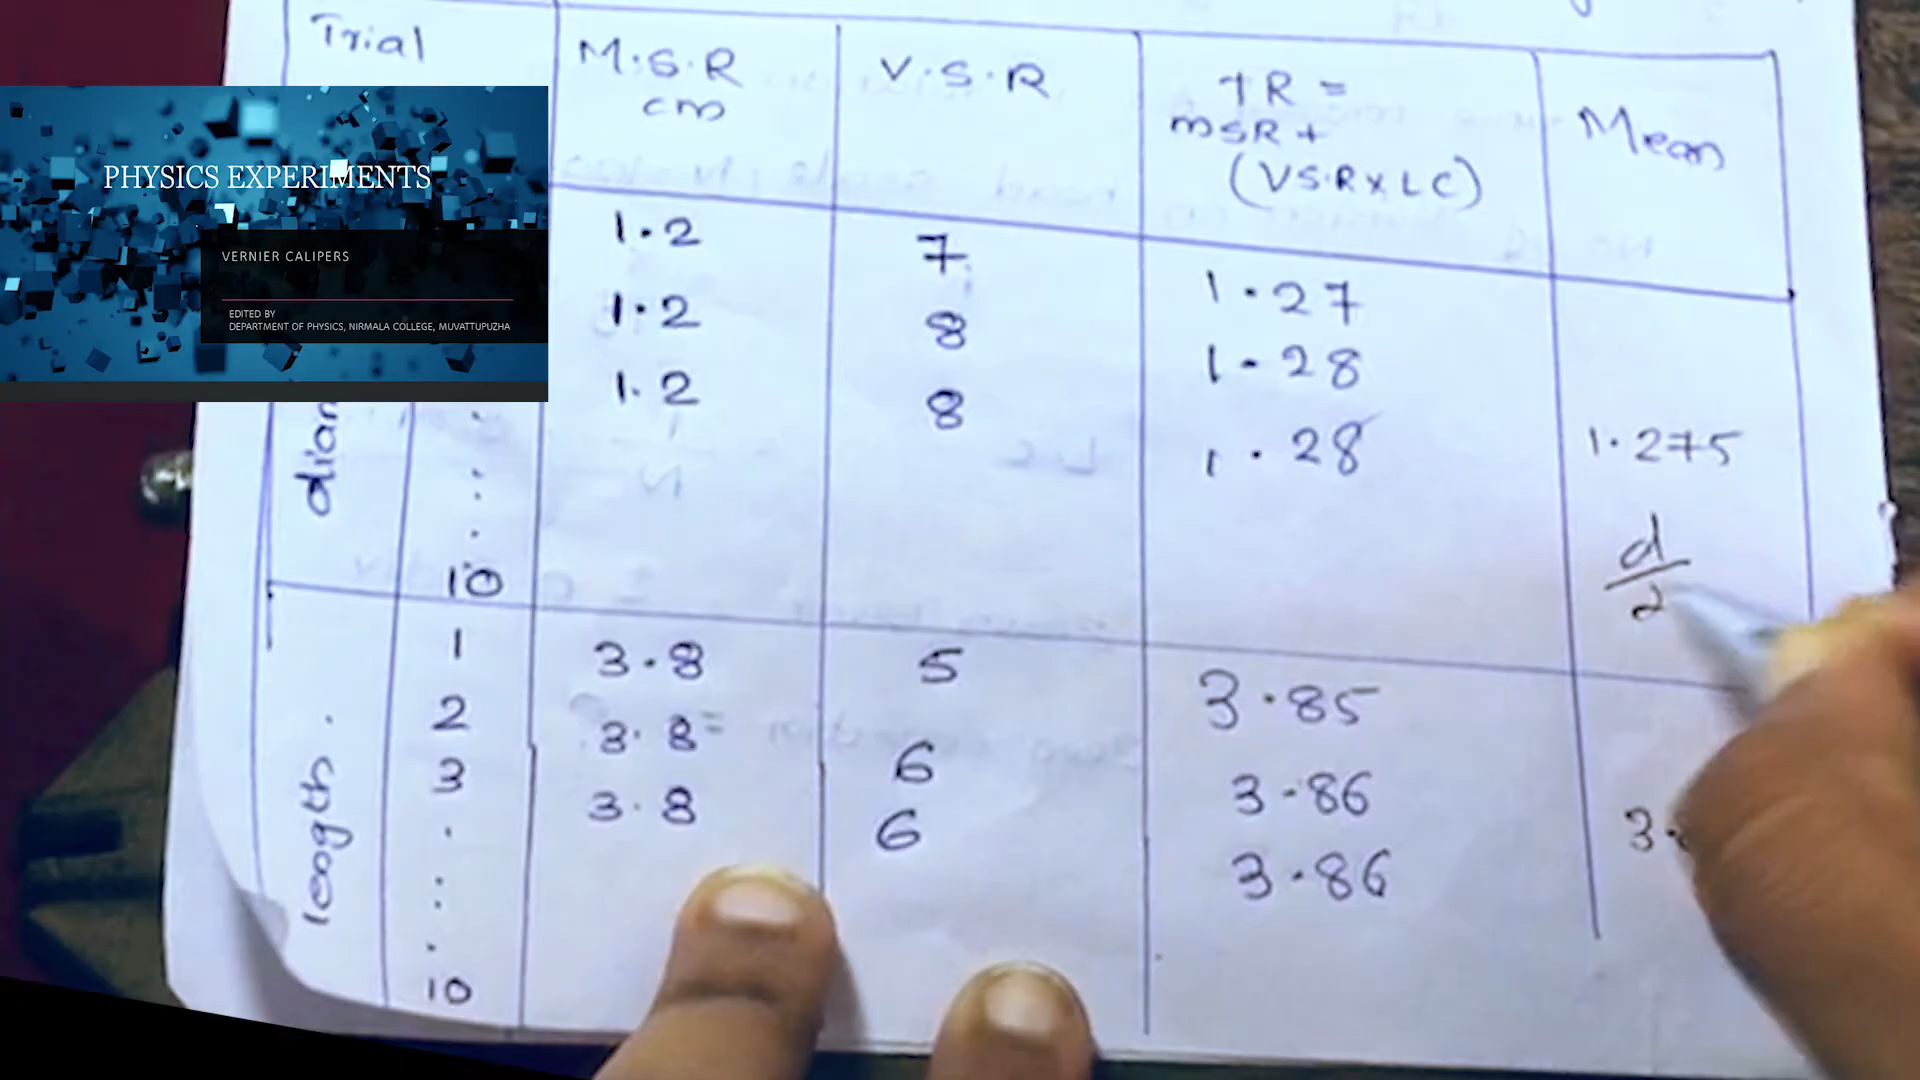 Trial
M.S.R
cm
V.S.R
TR =
MSR +
(VS.R x LC)
Mean
PHYSICS EXPERIMENTS
VERNIER CALIPERS
EDITED BY
DEPARTMENT OF PHYSICS, NIRMALA COLLEGE, MUVATTUPUZHA
1.2 7 1.27
1.2 8 1.28
1.2 8 1.28
1.275
d/2
10
length.
1 3.8 5 3.85
2 3.8 6 3.86
3 3.8 6 3.86
10